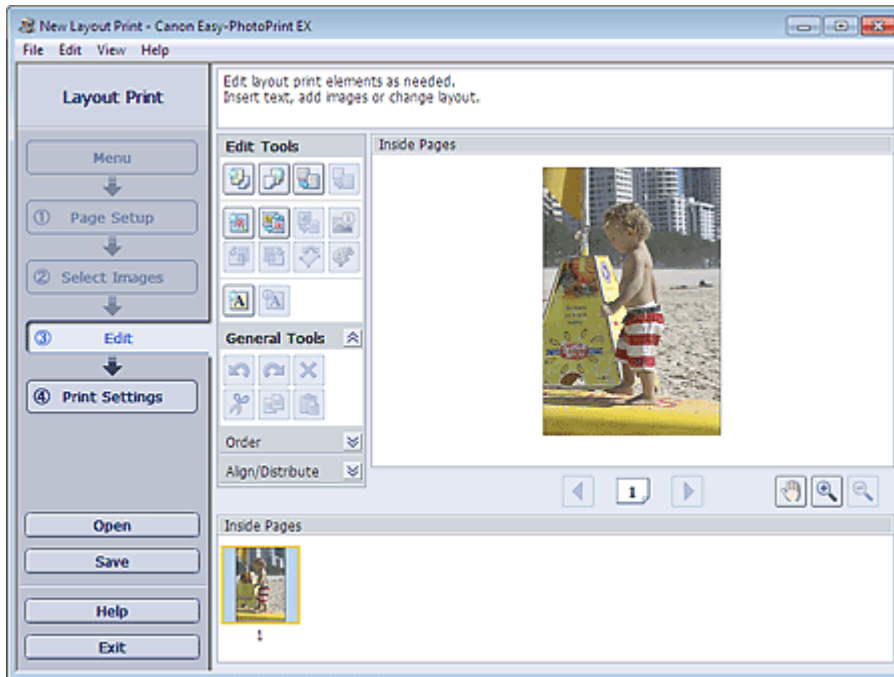 New Layout Print - Canon Easy-PhotoPrint EX
File Edit View Help
Layout Print
Edit layout print elements as needed.
Insert text, add images or change layout.
Menu
① Page Setup
② Select Images
③ Edit
④ Print Settings
Open
Save
Help
Exit
Edit Tools
A A
General Tools
Order
Align/Distribute
Inside Pages
1
Inside Pages
1